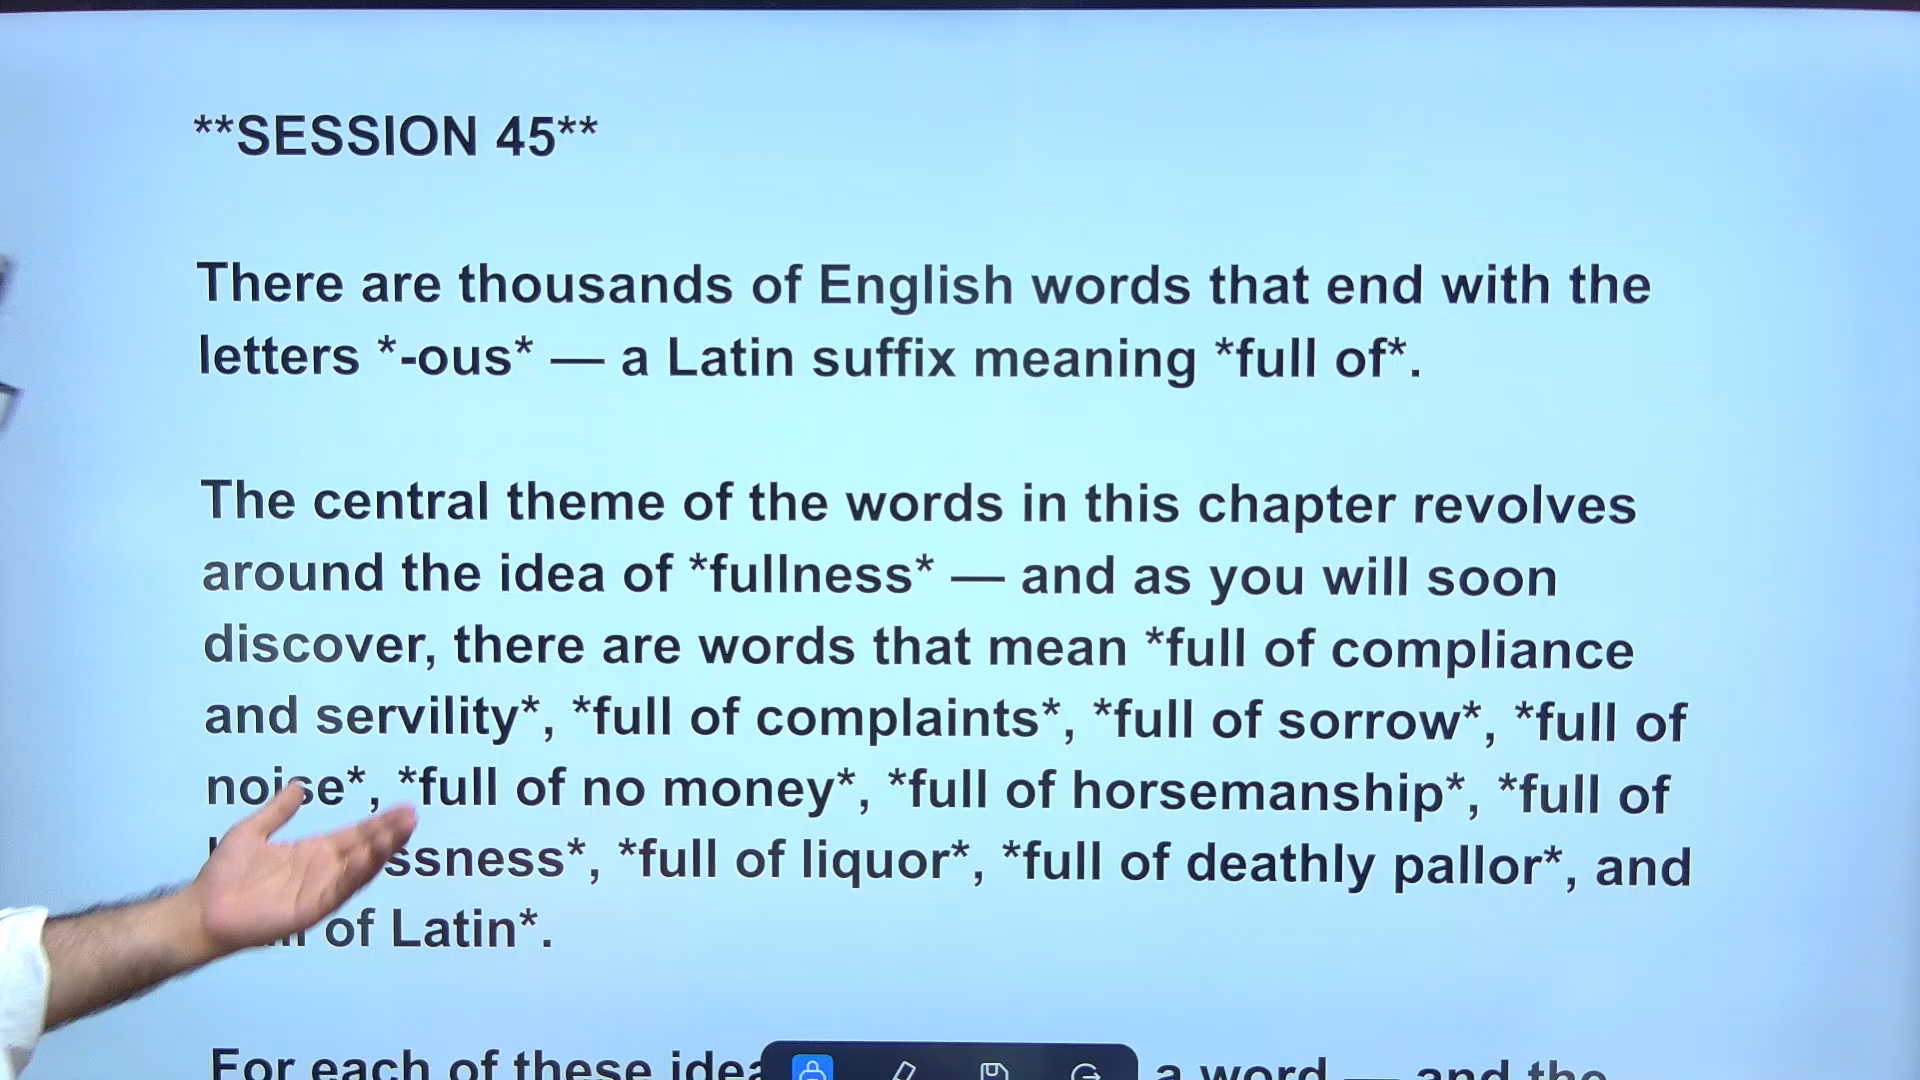 **SESSION 45**
There are thousands of English words that end with the
letters *-ous* — a Latin suffix meaning *full of*.
The central theme of the words in this chapter revolves
around the idea of *fullness* — and as you will soon
discover, there are words that mean *full of compliance
and servility*, *full of complaints*, *full of sorrow*, *full of
noise*, *full of no money*, *full of horsemanship*, *full of
*, *full of liquor*, *full of deathly pallor*, and
of Latin*.
For each of these a word — and the